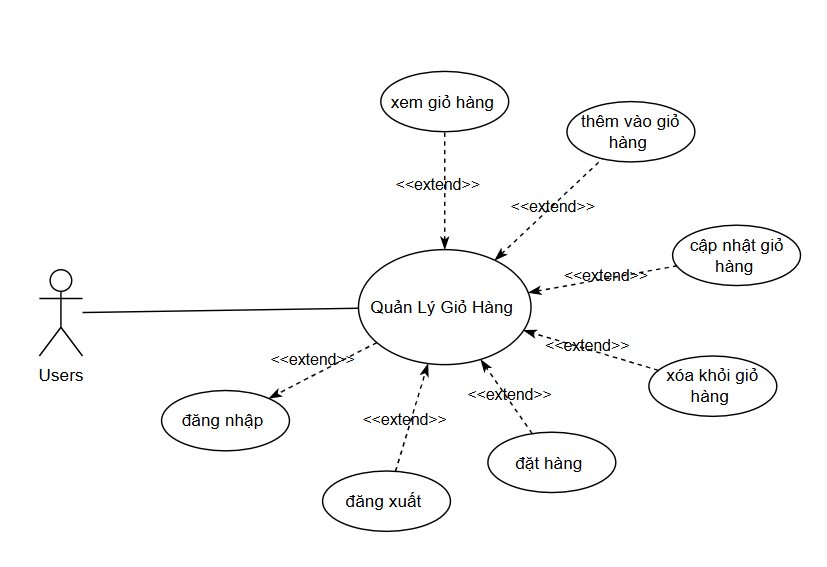 xem giỏ hàng
thêm vào giỏ
hàng
<<extend>>
<<extend>>
cập nhật giỏ
hàng
<<extend>>
Quản Lý Giỏ Hàng
<<extend>>
<<extend>>
Users
xóa khỏi giỏ
hàng
<<extend>>
<<extend>>
đăng nhập
đặt hàng
đăng xuất